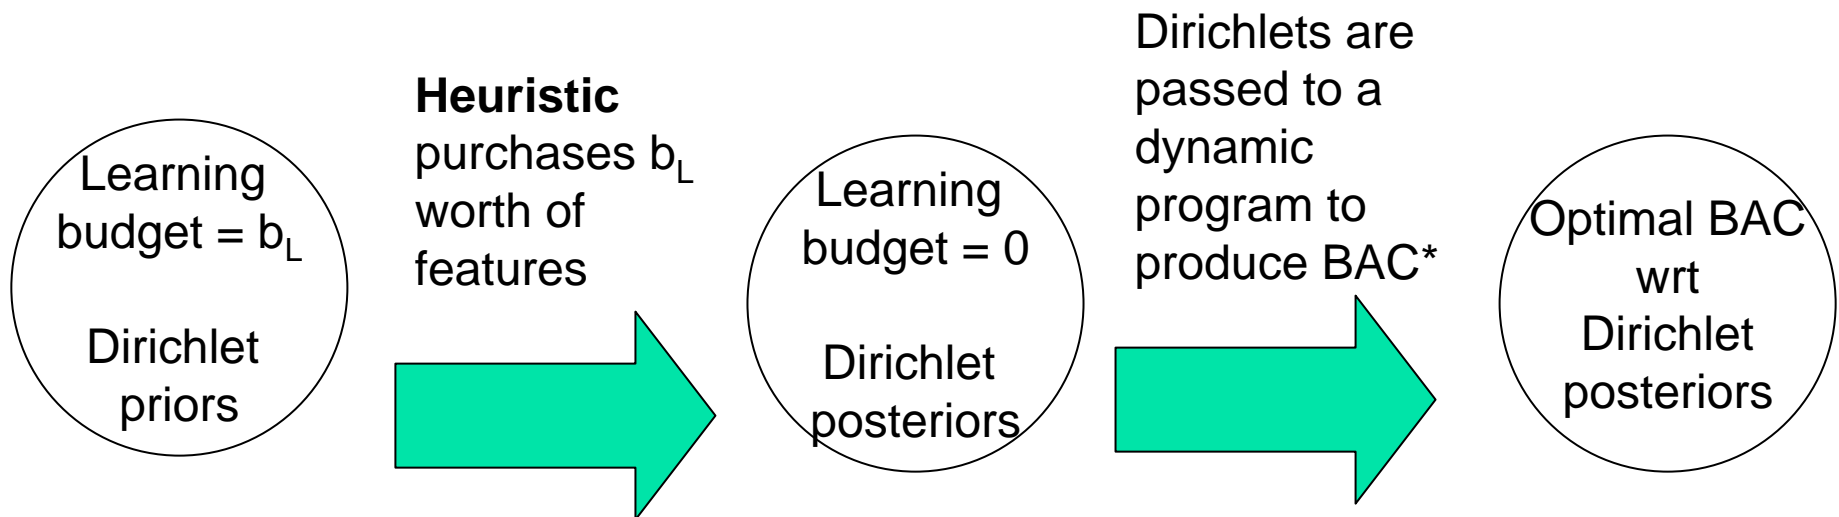 Learning
budget = bL
Dirichlet
priors
Heuristic
purchases bL
worth of
features
Learning
budget = 0
Dirichlet
posteriors
Dirichlets are
passed to a
dynamic
program to
produce BAC*
Optimal BAC
wrt
Dirichlet
posteriors